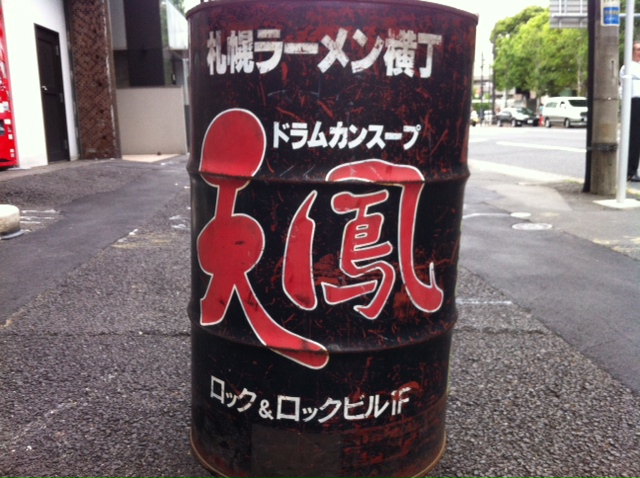 札幌ラーメン横丁
ドラムカンスープ
天鳳
ロック&ロックビル1F